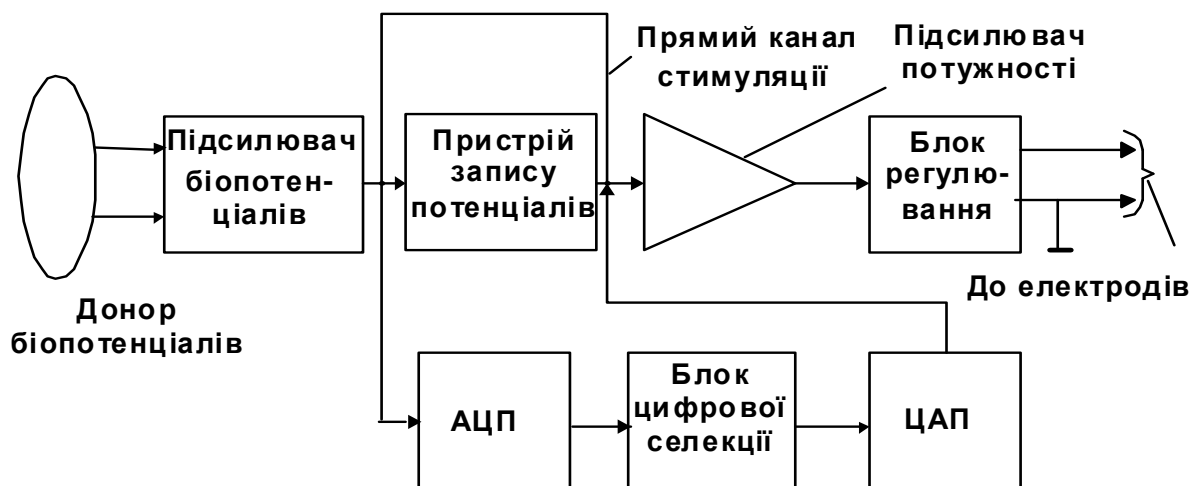 Прямий канал
стимуляції
Підсилювач
потужності
Підсилювач
біопотен-
ціалів
Пристрій
запису
потенціалів
Блок
регулю-
вання
До електродів
Донор
біопотенціалів
АЦП
Блок
цифрової
селекції
ЦАП